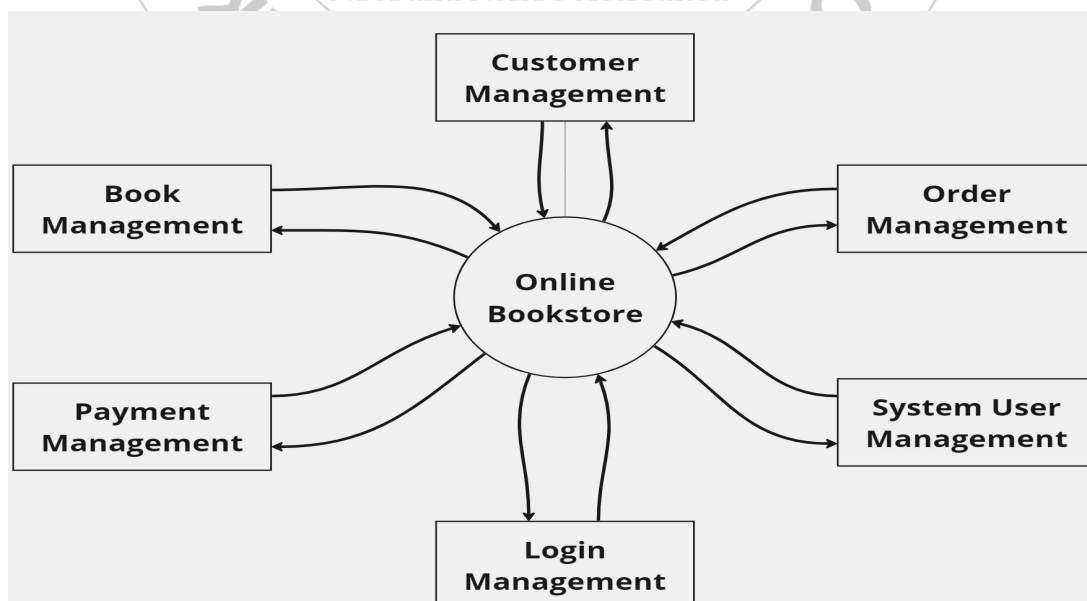 Customer
Management
Book
Management
Order
Management
Online
Bookstore
Payment
Management
System User
Management
Login
Management